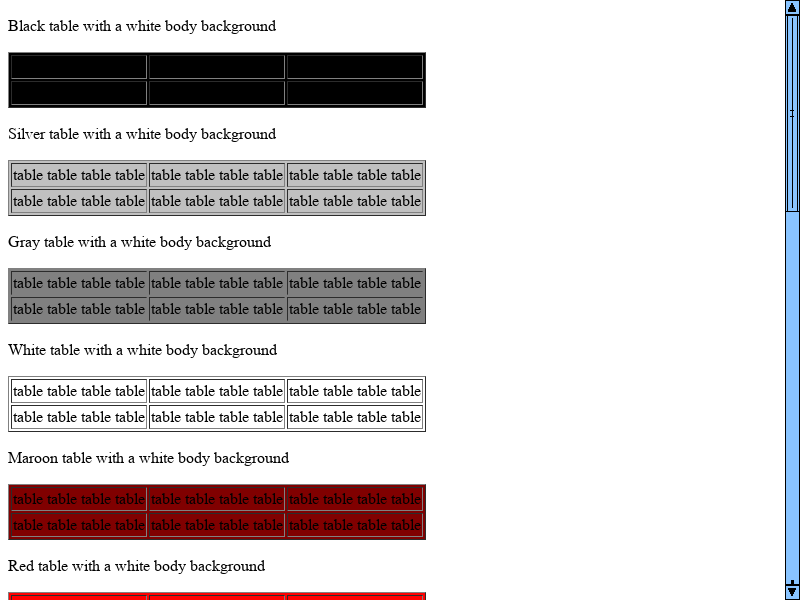 Black table with a white body background
Silver table with a white body background
table table table table table table table table table table table table
table table table table table table table table table table table table
Gray table with a white body background
table table table table table table table table table table table table
table table table table table table table table table table table table
White table with a white body background
table table table table table table table table table table table table
table table table table table table table table table table table table
Maroon table with a white body background
table table table table table table table table table table table table
table table table table table table table table table table table table
Red table with a white body background